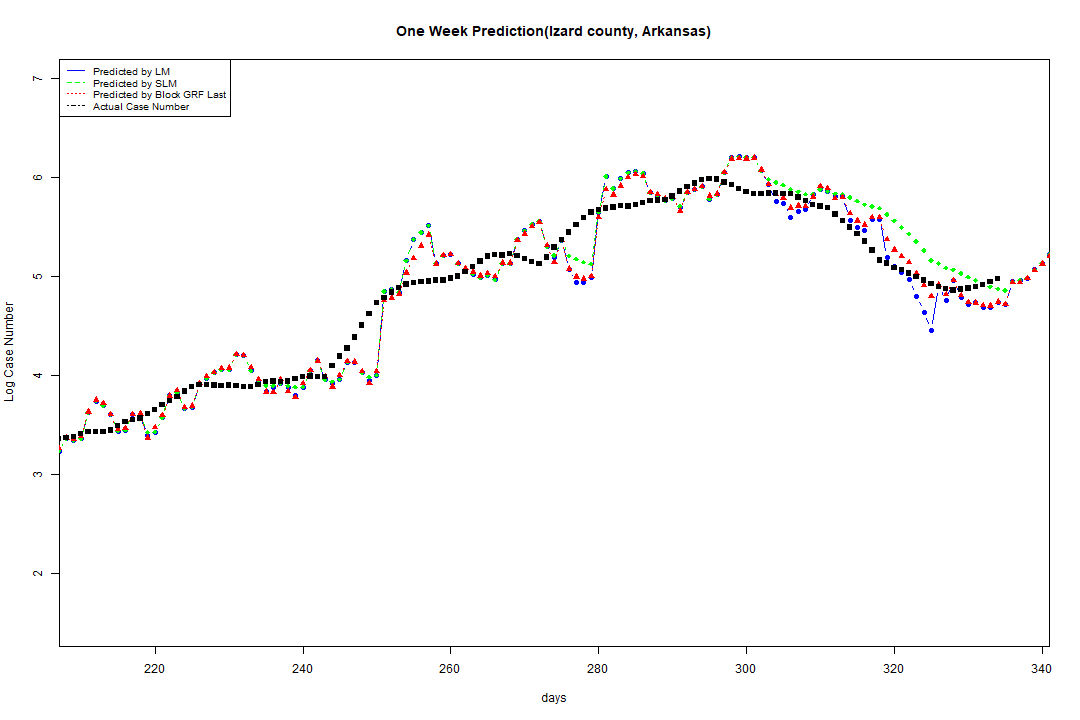 One Week Prediction(Izard county, Arkansas)
Predicted by LM
Predicted by SLM
Predicted by Block GRF Last
Actual Case Number
7
6
5
4
3
2
Log Case Number
220 240 260 280 300 320 340
days